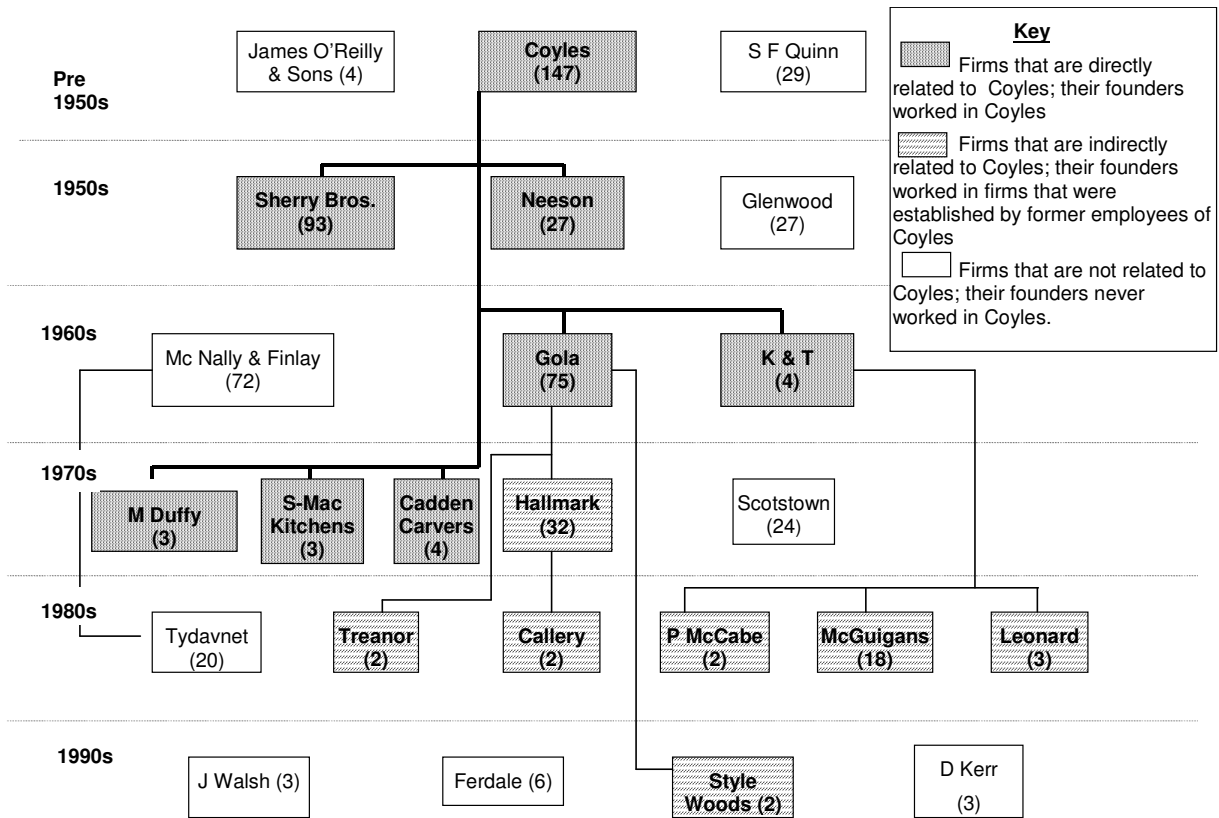 James O'Reilly
& Sons (4)
Coyles
(147)
S F Quinn
(29)
Key
Firms that are directly
related to Coyles; their founders
worked in Coyles
Firms that are indirectly
related to Coyles; their founders
worked in firms that were
established by former employees of
Coyles
Firms that are not related to
Coyles; their founders never
worked in Coyles.
Pre
1950s
1950s
Sherry Bros.
(93)
Neeson
(27)
Glenwood
(27)
1960s
Mc Nally & Finlay
(72)
Gola
(75)
K & T
(4)
1970s
M Duffy
(3)
S-Mac
Kitchens
(3)
Cadden
Carvers
(4)
Hallmark
(32)
Scotstown
(24)
1980s
Tydavnet
(20)
Treanor
(2)
Callery
(2)
P McCabe
(2)
McGuigans
(18)
Leonard
(3)
1990s
J Walsh (3)
Ferdale (6)
Style
Woods (2)
D Kerr
(3)